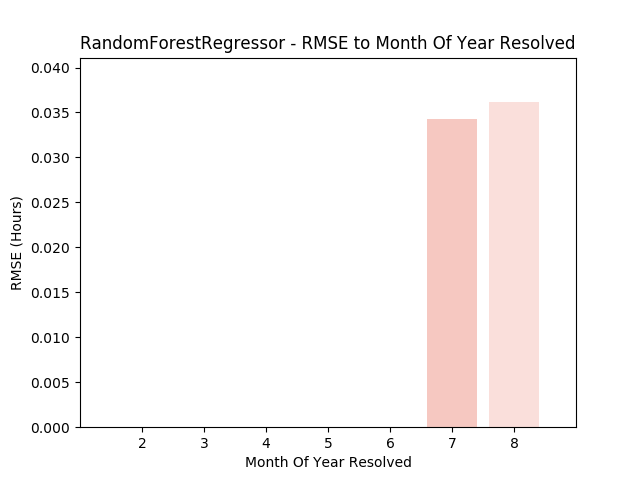 RandomForestRegressor - RMSE to Month Of Year Resolved
0.040
0.035
0.030
0.025
0.020
0.015
0.010
0.005
0.000
RMSE (Hours)
2 3 4 5 6 7 8
Month Of Year Resolved